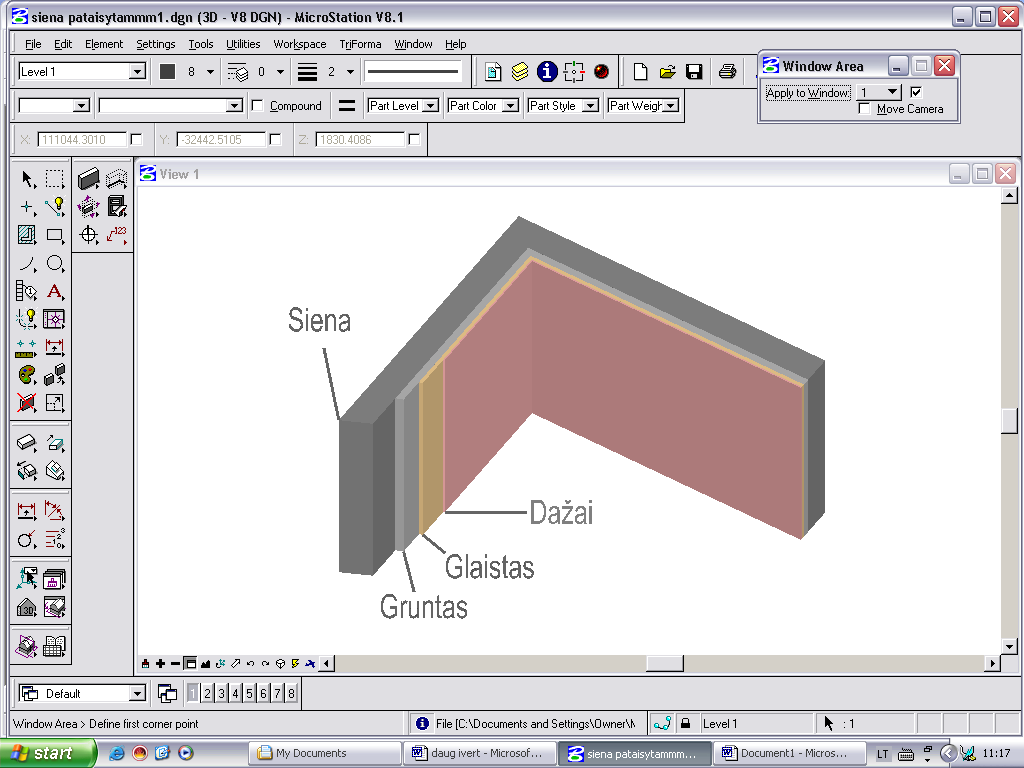 siena pataisytammm1.dgn (3D - V8 DGN) - MicroStation V8.1
File Edit Element Settings Tools Utilities Workspace TriForma Window Help
Level 1 8 0 2
Window Area
Apply to Window: 1
Move Camera
Compound Part Level Part Color Part Style Part Weigh
X: 111044.3010 Y: -32442.5105 Z: 1830.4086
View 1
Siena
Dažai
Glaistas
Gruntas
Default 1 2 3 4 5 6 7 8
Window Area > Define first corner point File [C:\Documents and Settings\Owner\M Level 1 : 1
start My Documents daug ivert - Microsof... siena pataisytammm... Document1 - Micros... LT 11:17